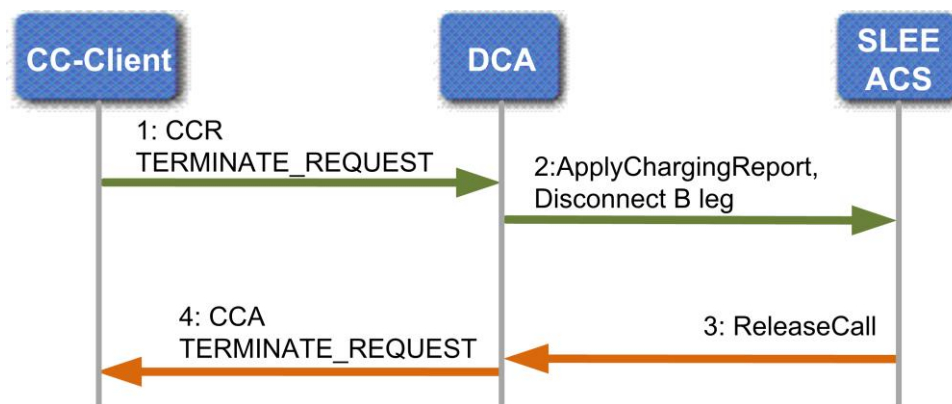 CC-Client
DCA
SLEE
ACS
1: CCR
TERMINATE_REQUEST
2:ApplyChargingReport,
Disconnect B leg
3: ReleaseCall
4: CCA
TERMINATE_REQUEST